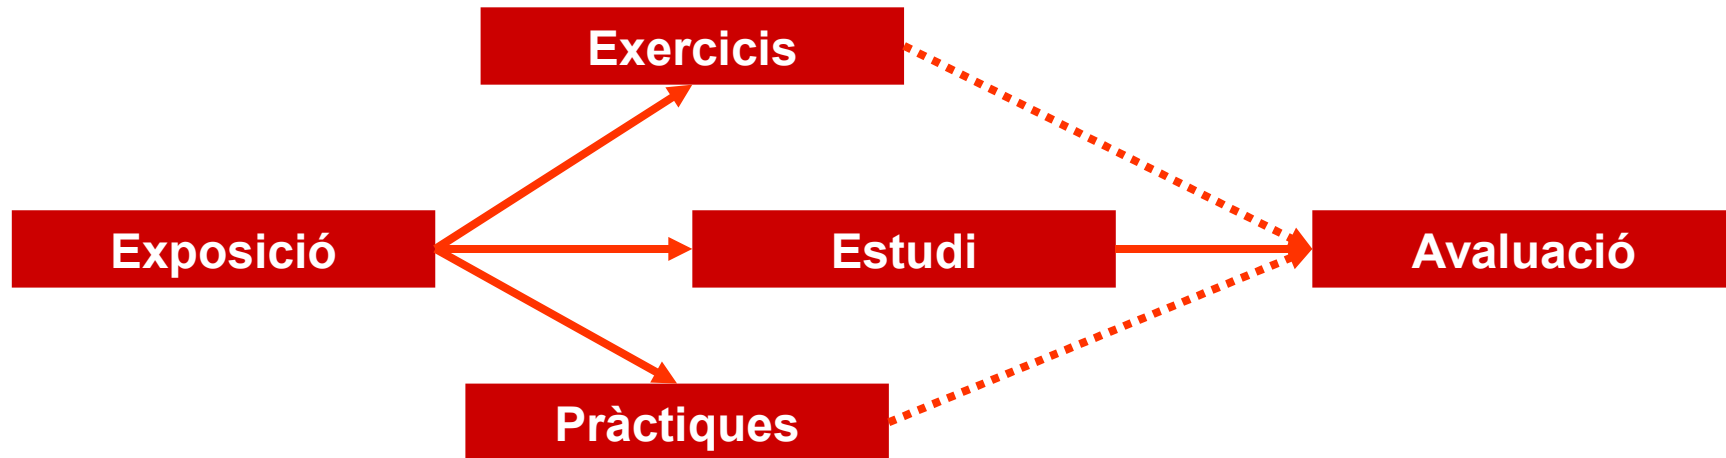 Exercicis
Exposició
Estudi
Avaluació
Pràctiques